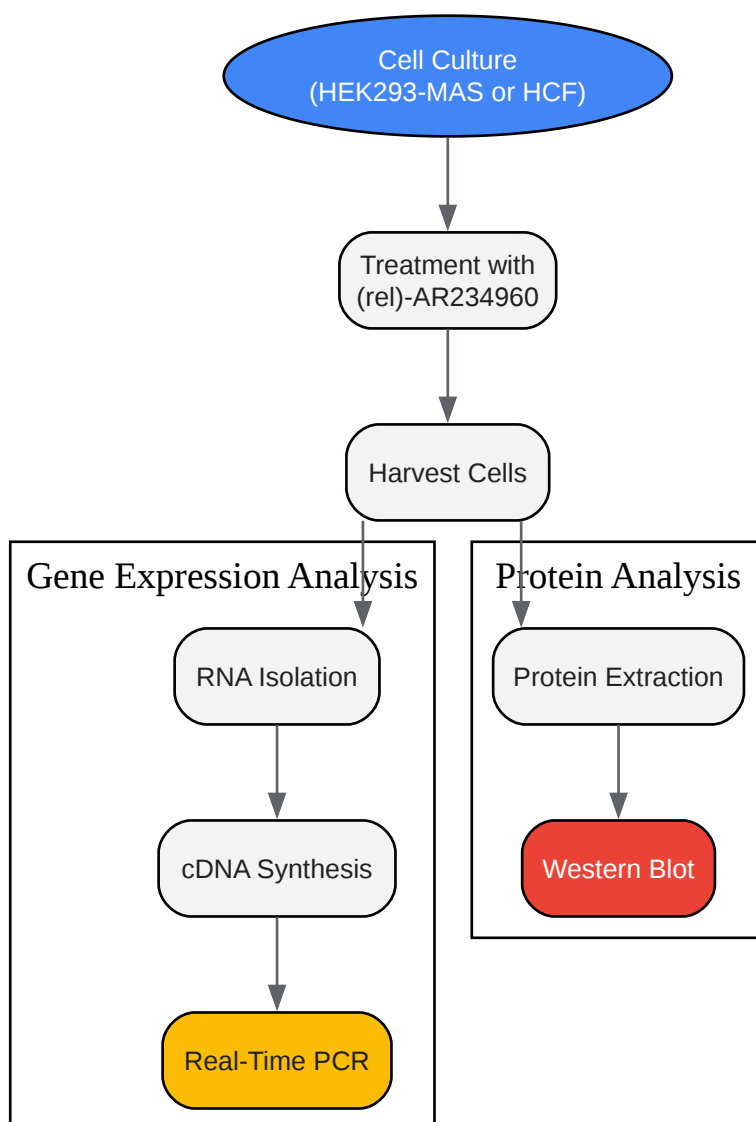 Cell Culture
(HEK293-MAS or HCF)
Treatment with
(rel)-AR234960
Harvest Cells
Gene Expression Analysis
RNA Isolation
cDNA Synthesis
Real-Time PCR
Protein Analysis
Protein Extraction
Western Blot